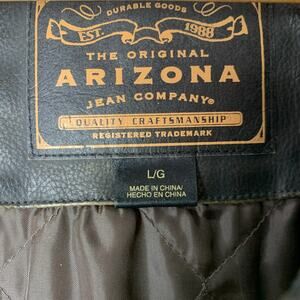 DURABLE GOODS
EST. 1988
THE ORIGINAL
ARIZONA
JEAN COMPANY®
QUALITY CRAFTSMANSHIP
REGISTERED TRADEMARK
L/G
MADE IN CHINA/
HECHO EN CHINA